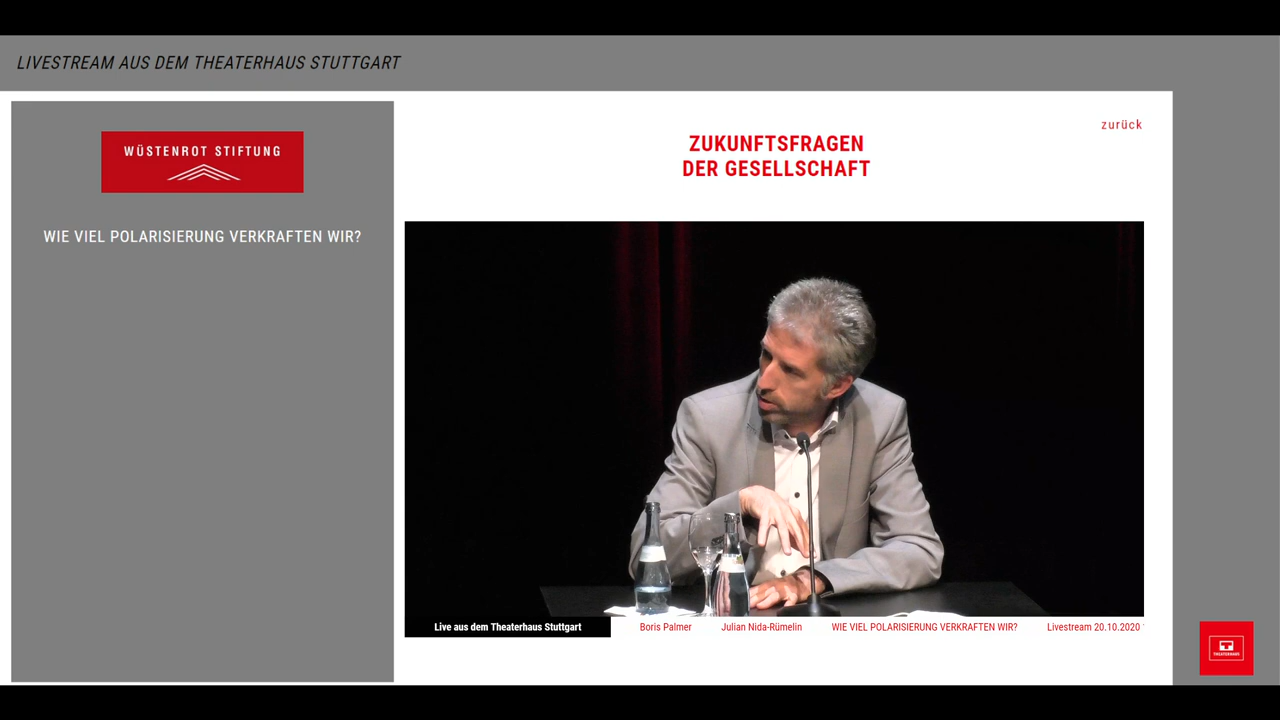 LIVESTREAM AUS DEM THEATERHAUS STUTTGART
WÜSTENROT STIFTUNG
WIE VIEL POLARISIERUNG VERKRAFTEN WIR?
zurück
ZUKUNFTSFRAGEN
DER GESELLSCHAFT
Live aus dem Theaterhaus Stuttgart Boris Palmer Julian Nida-Rümelin WIE VIEL POLARISIERUNG VERKRAFTEN WIR? Livestream 20.10.2020
THEATERHAUS